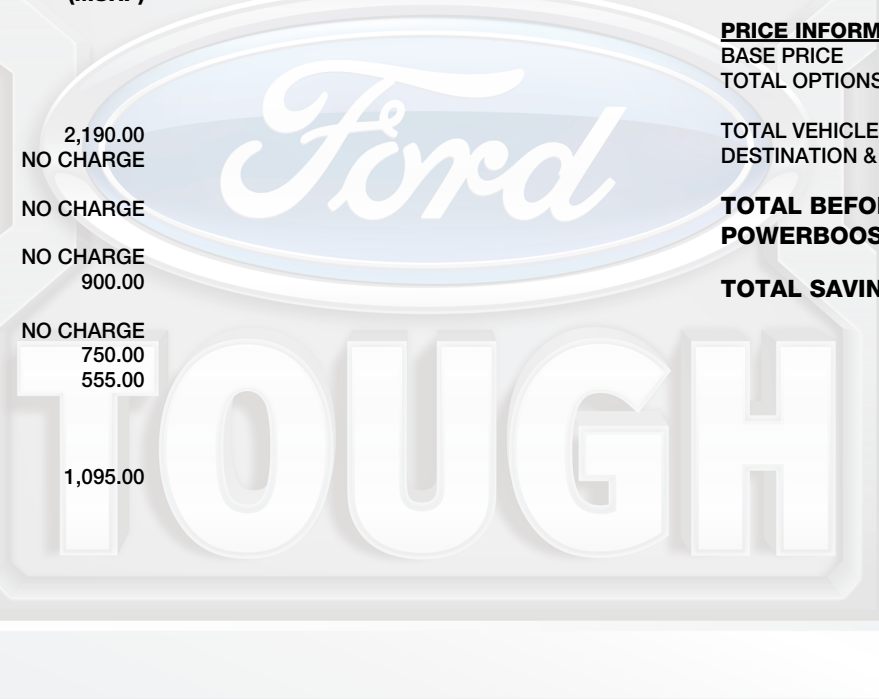 2,190.00
NO CHARGE
NO CHARGE
NO CHARGE
900.00
NO CHARGE
750.00
555.00
1,095.00
PRICE INFORM
BASE PRICE
TOTAL OPTIONS
TOTAL VEHICLE
DESTINATION &
TOTAL BEFO
POWERBOOS
TOTAL SAVIN
Ford
TOUGH